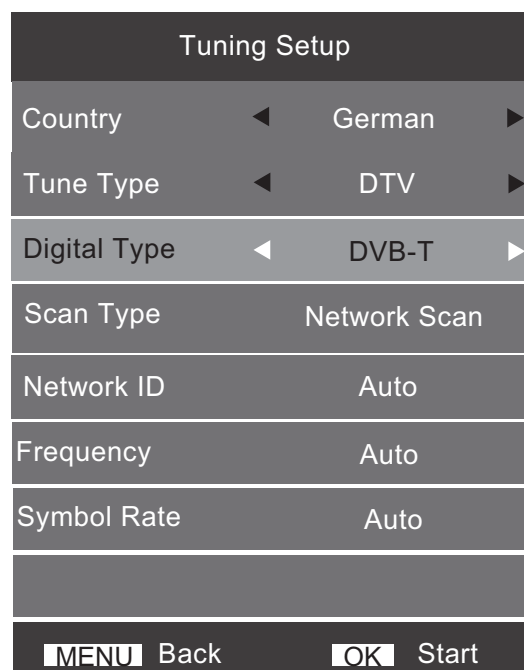 Tuning Setup
Country German
Tune Type DTV
Digital Type DVB-T
Scan Type Network Scan
Network ID Auto
Frequency Auto
Symbol Rate Auto
MENU Back OK Start